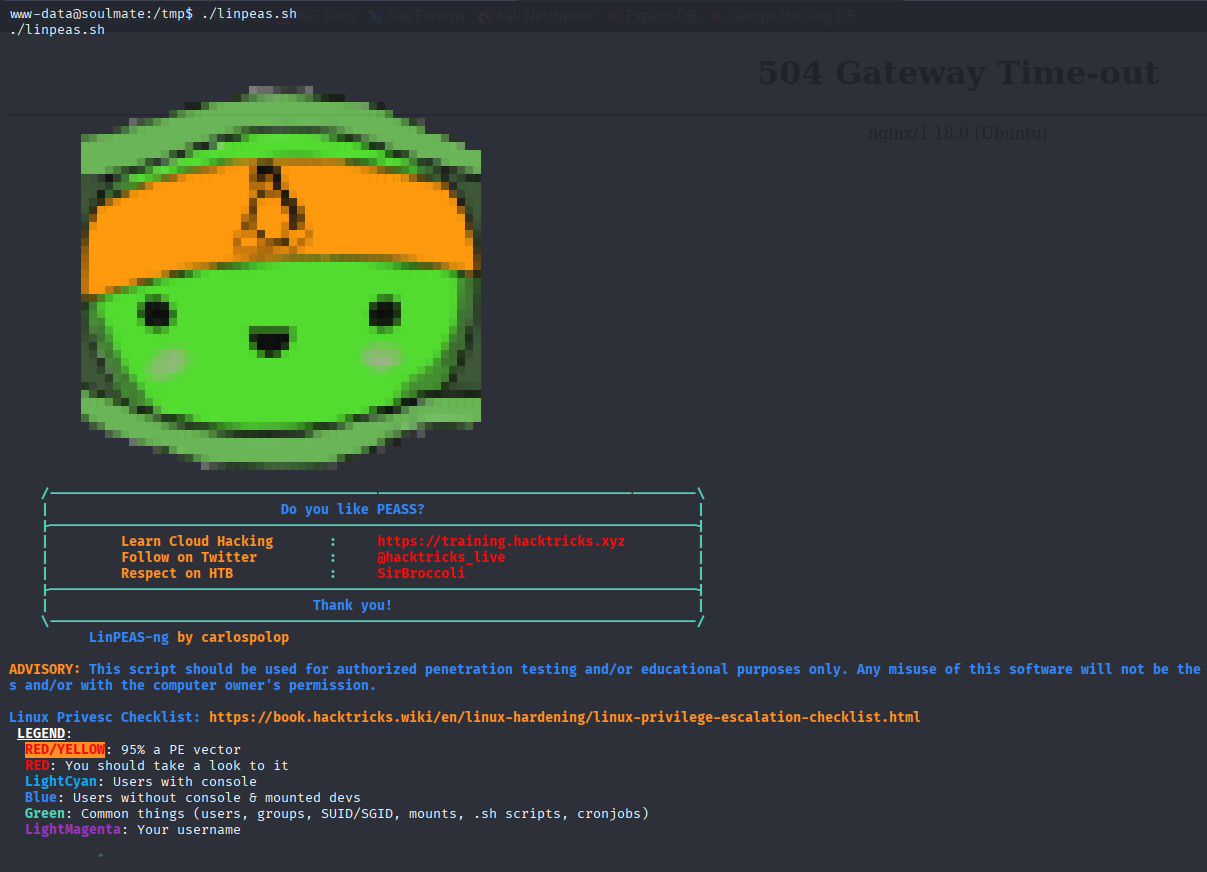 Kali Docs Kali Forums Kali NetHunter Exploit-DB Google Hacking DB
www-data@soulmate:/tmp$ ./linpeas.sh
./linpeas.sh
504 Gateway Time-out
nginx/1.18.0 (Ubuntu)
Do you like PEASS?
Learn Cloud Hacking : https://training.hacktricks.xyz
Follow on Twitter : @hacktricks_live
Respect on HTB : SirBroccoli
Thank you!
LinPEAS-ng by carlospolop
ADVISORY: This script should be used for authorized penetration testing and/or educational purposes only. Any misuse of this software will not be the
s and/or with the computer owner's permission.
Linux Privesc Checklist: https://book.hacktricks.wiki/en/linux-hardening/linux-privilege-escalation-checklist.html
LEGEND:
RED/YELLOW: 95% a PE vector
RED: You should take a look to it
LightCyan: Users with console
Blue: Users without console & mounted devs
Green: Common things (users, groups, SUID/SGID, mounts, .sh scripts, cronjobs)
LightMagenta: Your username